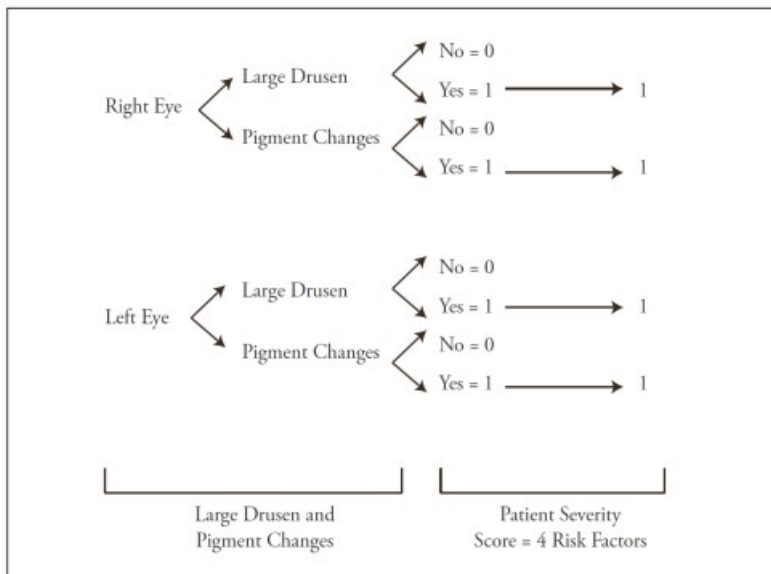 Large Drusen
No = 0
Yes = 1 1
Right Eye
Pigment Changes
No = 0
Yes = 1 1
Large Drusen
No = 0
Yes = 1 1
Left Eye
Pigment Changes
No = 0
Yes = 1 1
Large Drusen and
Pigment Changes
Patient Severity
Score = 4 Risk Factors